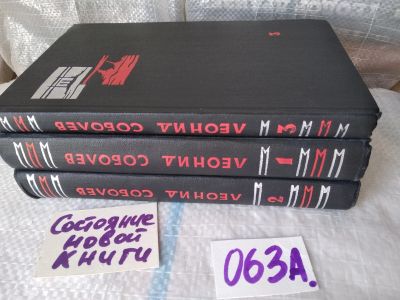 3
ЛЕОНИД СОБОЛЕВ 3
ЛЕОНИД СОБОЛЕВ 1
ЛЕОНИД СОБОЛЕВ 2
Состояние
новой
книги
063А.